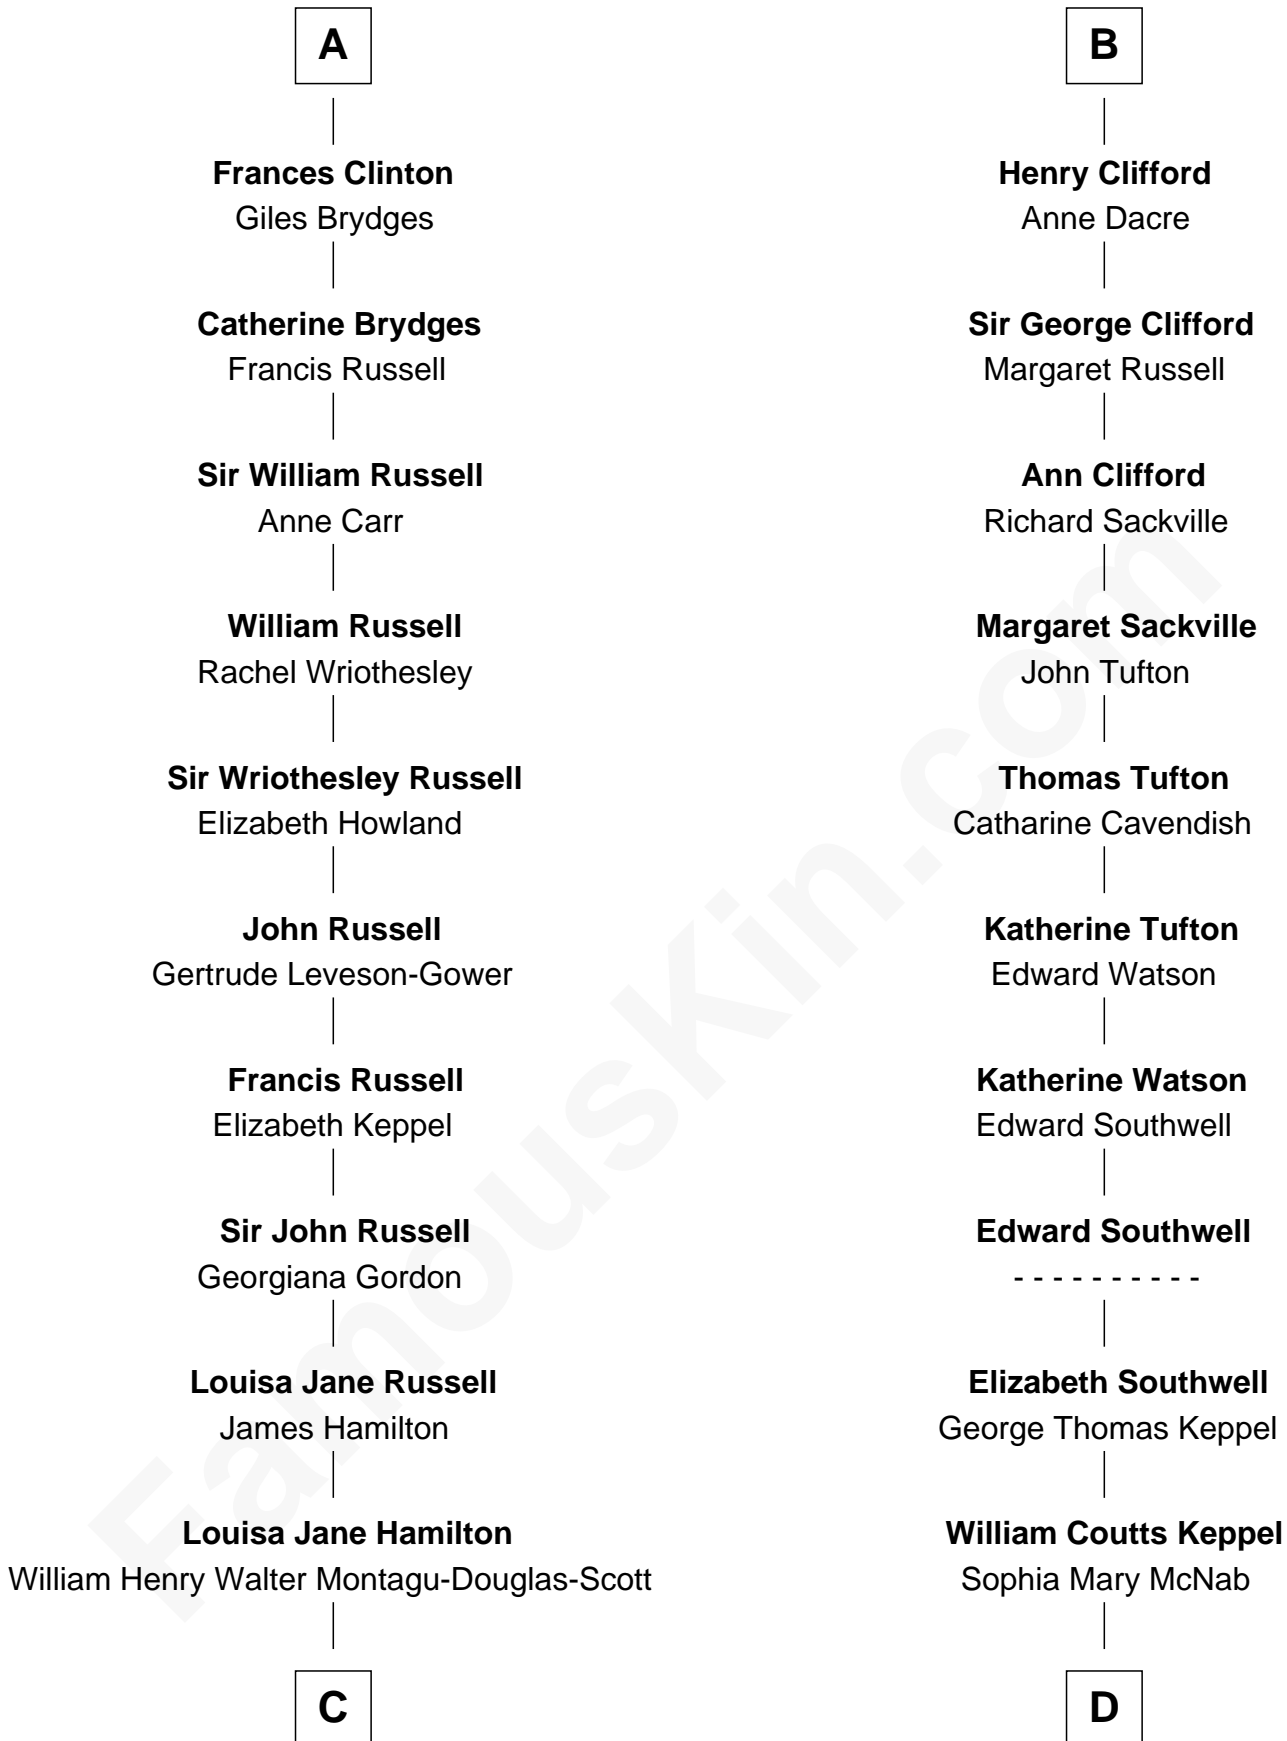 A
Frances Clinton
Giles Brydges
Catherine Brydges
Francis Russell
Sir William Russell
Anne Carr
William Russell
Rachel Wriothesley
Sir Wriothesley Russell
Elizabeth Howland
John Russell
Gertrude Leveson-Gower
Francis Russell
Elizabeth Keppel
Sir John Russell
Georgiana Gordon
Louisa Jane Russell
James Hamilton
Louisa Jane Hamilton
William Henry Walter Montagu-Douglas-Scott
C
B
Henry Clifford
Anne Dacre
Sir George Clifford
Margaret Russell
Ann Clifford
Richard Sackville
Margaret Sackville
John Tufton
Thomas Tufton
Catharine Cavendish
Katherine Tufton
Edward Watson
Katherine Watson
Edward Southwell
Edward Southwell
- - - - - - - - - -
Elizabeth Southwell
George Thomas Keppel
William Coutts Keppel
Sophia Mary McNab
D
FamousKin.com